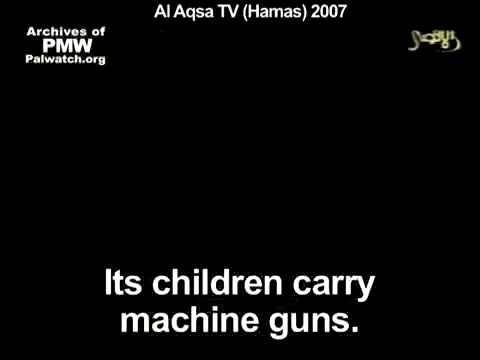 Al Aqsa TV (Hamas) 2007
Archives of
PMW
Palwatch.org
Its children carry
machine guns.